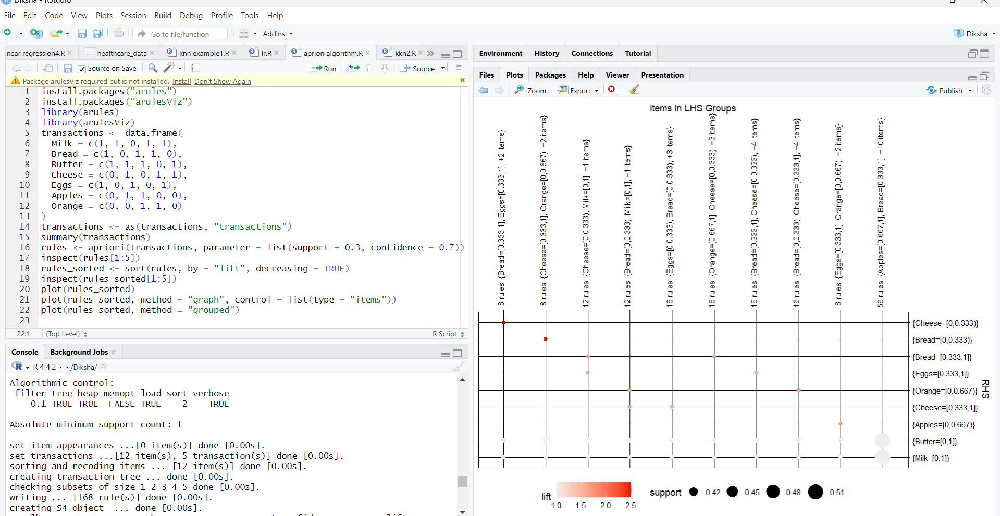 Diksha - RStudio
File Edit Code View Plots Session Build Debug Profile Tools Help
Go to file/function Addins Diksha
inear regression4.R healthcare_data knn example1.R lr.R apriori algorithm.R kkn2.R
Source on Save Run Source
Package arulesViz required but is not installed. Install Don't Show Again
1 install.packages("arules")
2 install.packages("arulesViz")
3 library(arules)
4 library(arulesViz)
5 transactions <- data.frame(
6 Milk = c(1, 1, 0, 1, 1),
7 Bread = c(1, 0, 1, 1, 0),
8 Butter = c(1, 1, 1, 0, 1),
9 Cheese = c(0, 1, 0, 1, 1),
10 Eggs = c(1, 0, 1, 0, 1),
11 Apples = c(0, 1, 1, 0, 0),
12 Orange = c(0, 0, 1, 1, 0)
13 )
14 transactions <- as(transactions, "transactions")
15 summary(transactions)
16 rules <- apriori(transactions, parameter = list(support = 0.3, confidence = 0.7))
17 inspect(rules[1:5])
18 rules_sorted <- sort(rules, by = "lift", decreasing = TRUE)
19 inspect(rules_sorted[1:5])
20 plot(rules_sorted)
21 plot(rules_sorted, method = "graph", control = list(type = "items"))
22 plot(rules_sorted, method = "grouped")
23
22:1 (Top Level) R Script
Console Background Jobs
R 4.4.2 · ~/Diksha/
Algorithmic control:
filter tree heap memopt load sort verbose
0.1 TRUE TRUE FALSE TRUE 2 TRUE
Absolute minimum support count: 1
set item appearances ...[0 item(s)] done [0.00s].
set transactions ...[12 item(s), 5 transaction(s)] done [0.00s].
sorting and recoding items ... [12 item(s)] done [0.00s].
creating transaction tree ... done [0.00s].
checking subsets of size 1 2 3 4 5 done [0.00s].
writing ... [168 rule(s)] done [0.00s].
creating S4 object ... done [0.00s].
Environment History Connections Tutorial
Files Plots Packages Help Viewer Presentation
Zoom Export Publish
Items in LHS Groups
8 rules: {Bread=[0.333,1], Eggs=[0.333,1], +2 items}
8 rules: {Cheese=[0.333,1], Orange=[0,0.667), +2 items}
12 rules: {Cheese=[0,0.333), Milk=[0,1], +1 items}
12 rules: {Bread=[0,0.333), Milk=[0,1], +1 items}
16 rules: {Eggs=[0,0.333), Bread=[0,0.333), +3 items}
16 rules: {Orange=[0.667,1], Cheese=[0,0.333), +3 items}
16 rules: {Bread=[0.333,1], Cheese=[0,0.333), +4 items}
16 rules: {Bread=[0,0.333), Cheese=[0.333,1], +4 items}
8 rules: {Eggs=[0.333,1], Orange=[0,0.667), +2 items}
56 rules: {Apples=[0.667,1], Bread=[0.333,1], +10 items}
{Cheese=[0,0.333)}
{Bread=[0,0.333)}
{Bread=[0.333,1]}
{Eggs=[0.333,1]}
{Orange=[0,0.667)}
{Cheese=[0.333,1]}
{Apples=[0,0.667)}
{Butter=[0,1]}
{Milk=[0,1]}
RHS
lift 1.0 1.5 2.0 2.5
support 0.42 0.45 0.48 0.51